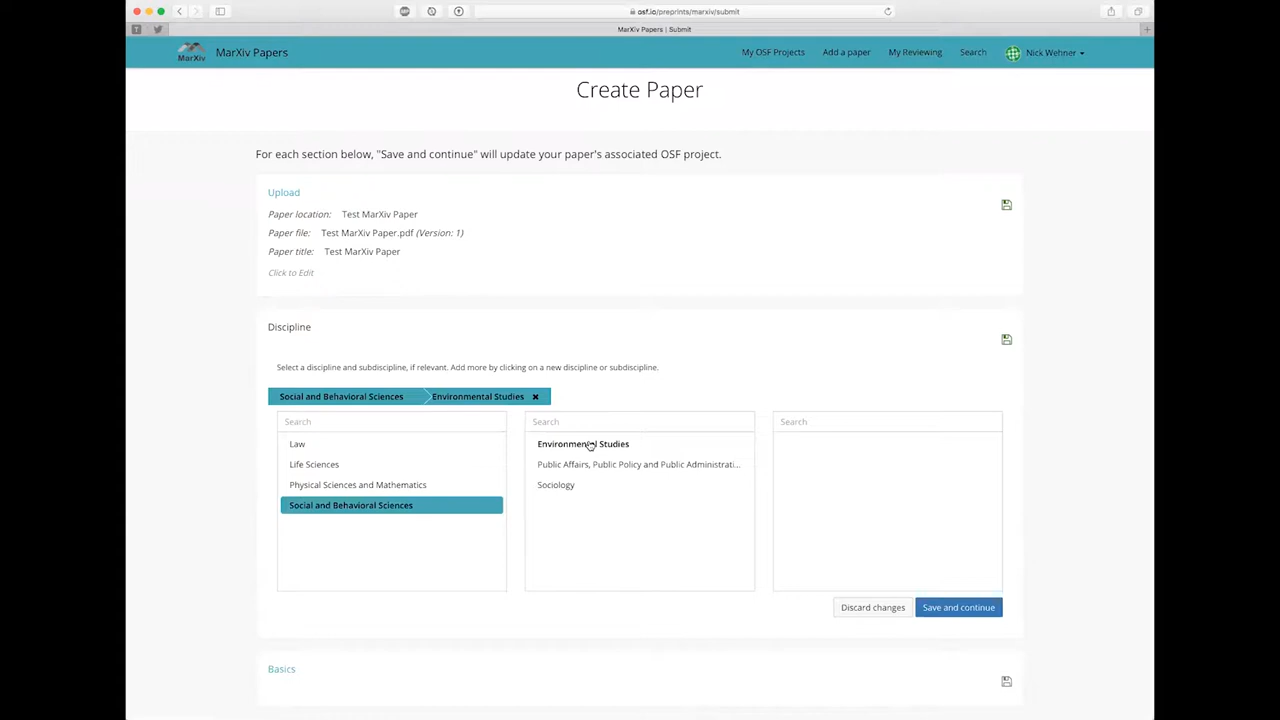 osf.io/preprints/marxiv/submit
MarXiv Papers | Submit
MarXiv
MarXiv Papers
My OSF Projects
Add a paper
My Reviewing
Search
Nick Wehner
Create Paper
For each section below, "Save and continue" will update your paper's associated OSF project.
Upload
Paper location: Test MarXiv Paper
Paper file: Test MarXiv Paper.pdf (Version: 1)
Paper title: Test MarXiv Paper
Click to Edit
Discipline
Select a discipline and subdiscipline, if relevant. Add more by clicking on a new discipline or subdiscipline.
Social and Behavioral Sciences
Environmental Studies
Search
Law
Life Sciences
Physical Sciences and Mathematics
Social and Behavioral Sciences
Search
Environmental Studies
Public Affairs, Public Policy and Public Administrati...
Sociology
Search
Discard changes
Save and continue
Basics